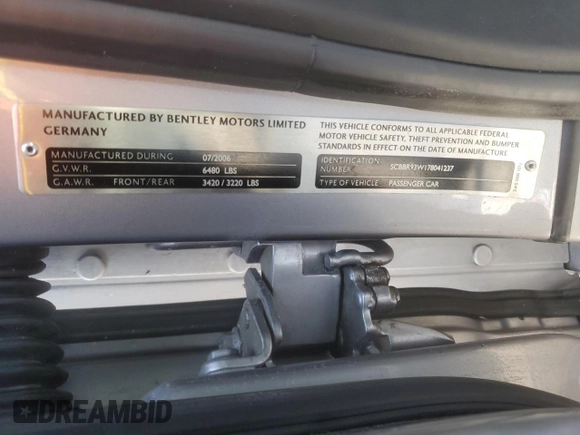 MANUFACTURED BY BENTLEY MOTORS LIMITED
GERMANY
MANUFACTURED DURING 07/2006
G.V.W.R. 6480 LBS
G.A.W.R. FRONT/REAR 3420 / 3220 LBS
THIS VEHICLE CONFORMS TO ALL APPLICABLE FEDERAL
MOTOR VEHICLE SAFETY, THEFT PREVENTION AND BUMPER
STANDARDS IN EFFECT ON THE DATE OF MANUFACTURE
IDENTIFICATION
NUMBER SCBBR93W178041237
TYPE OF VEHICLE PASSENGER CAR
DREAMBID